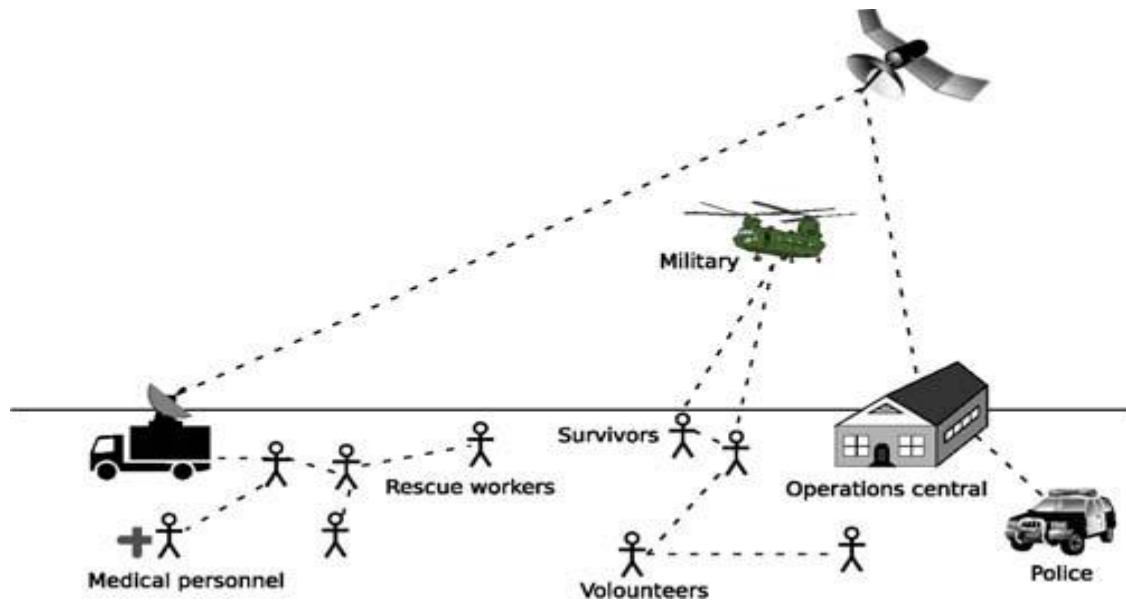 Military
Survivors
Rescue workers
Operations central
Medical personnel
Volounteers
Police